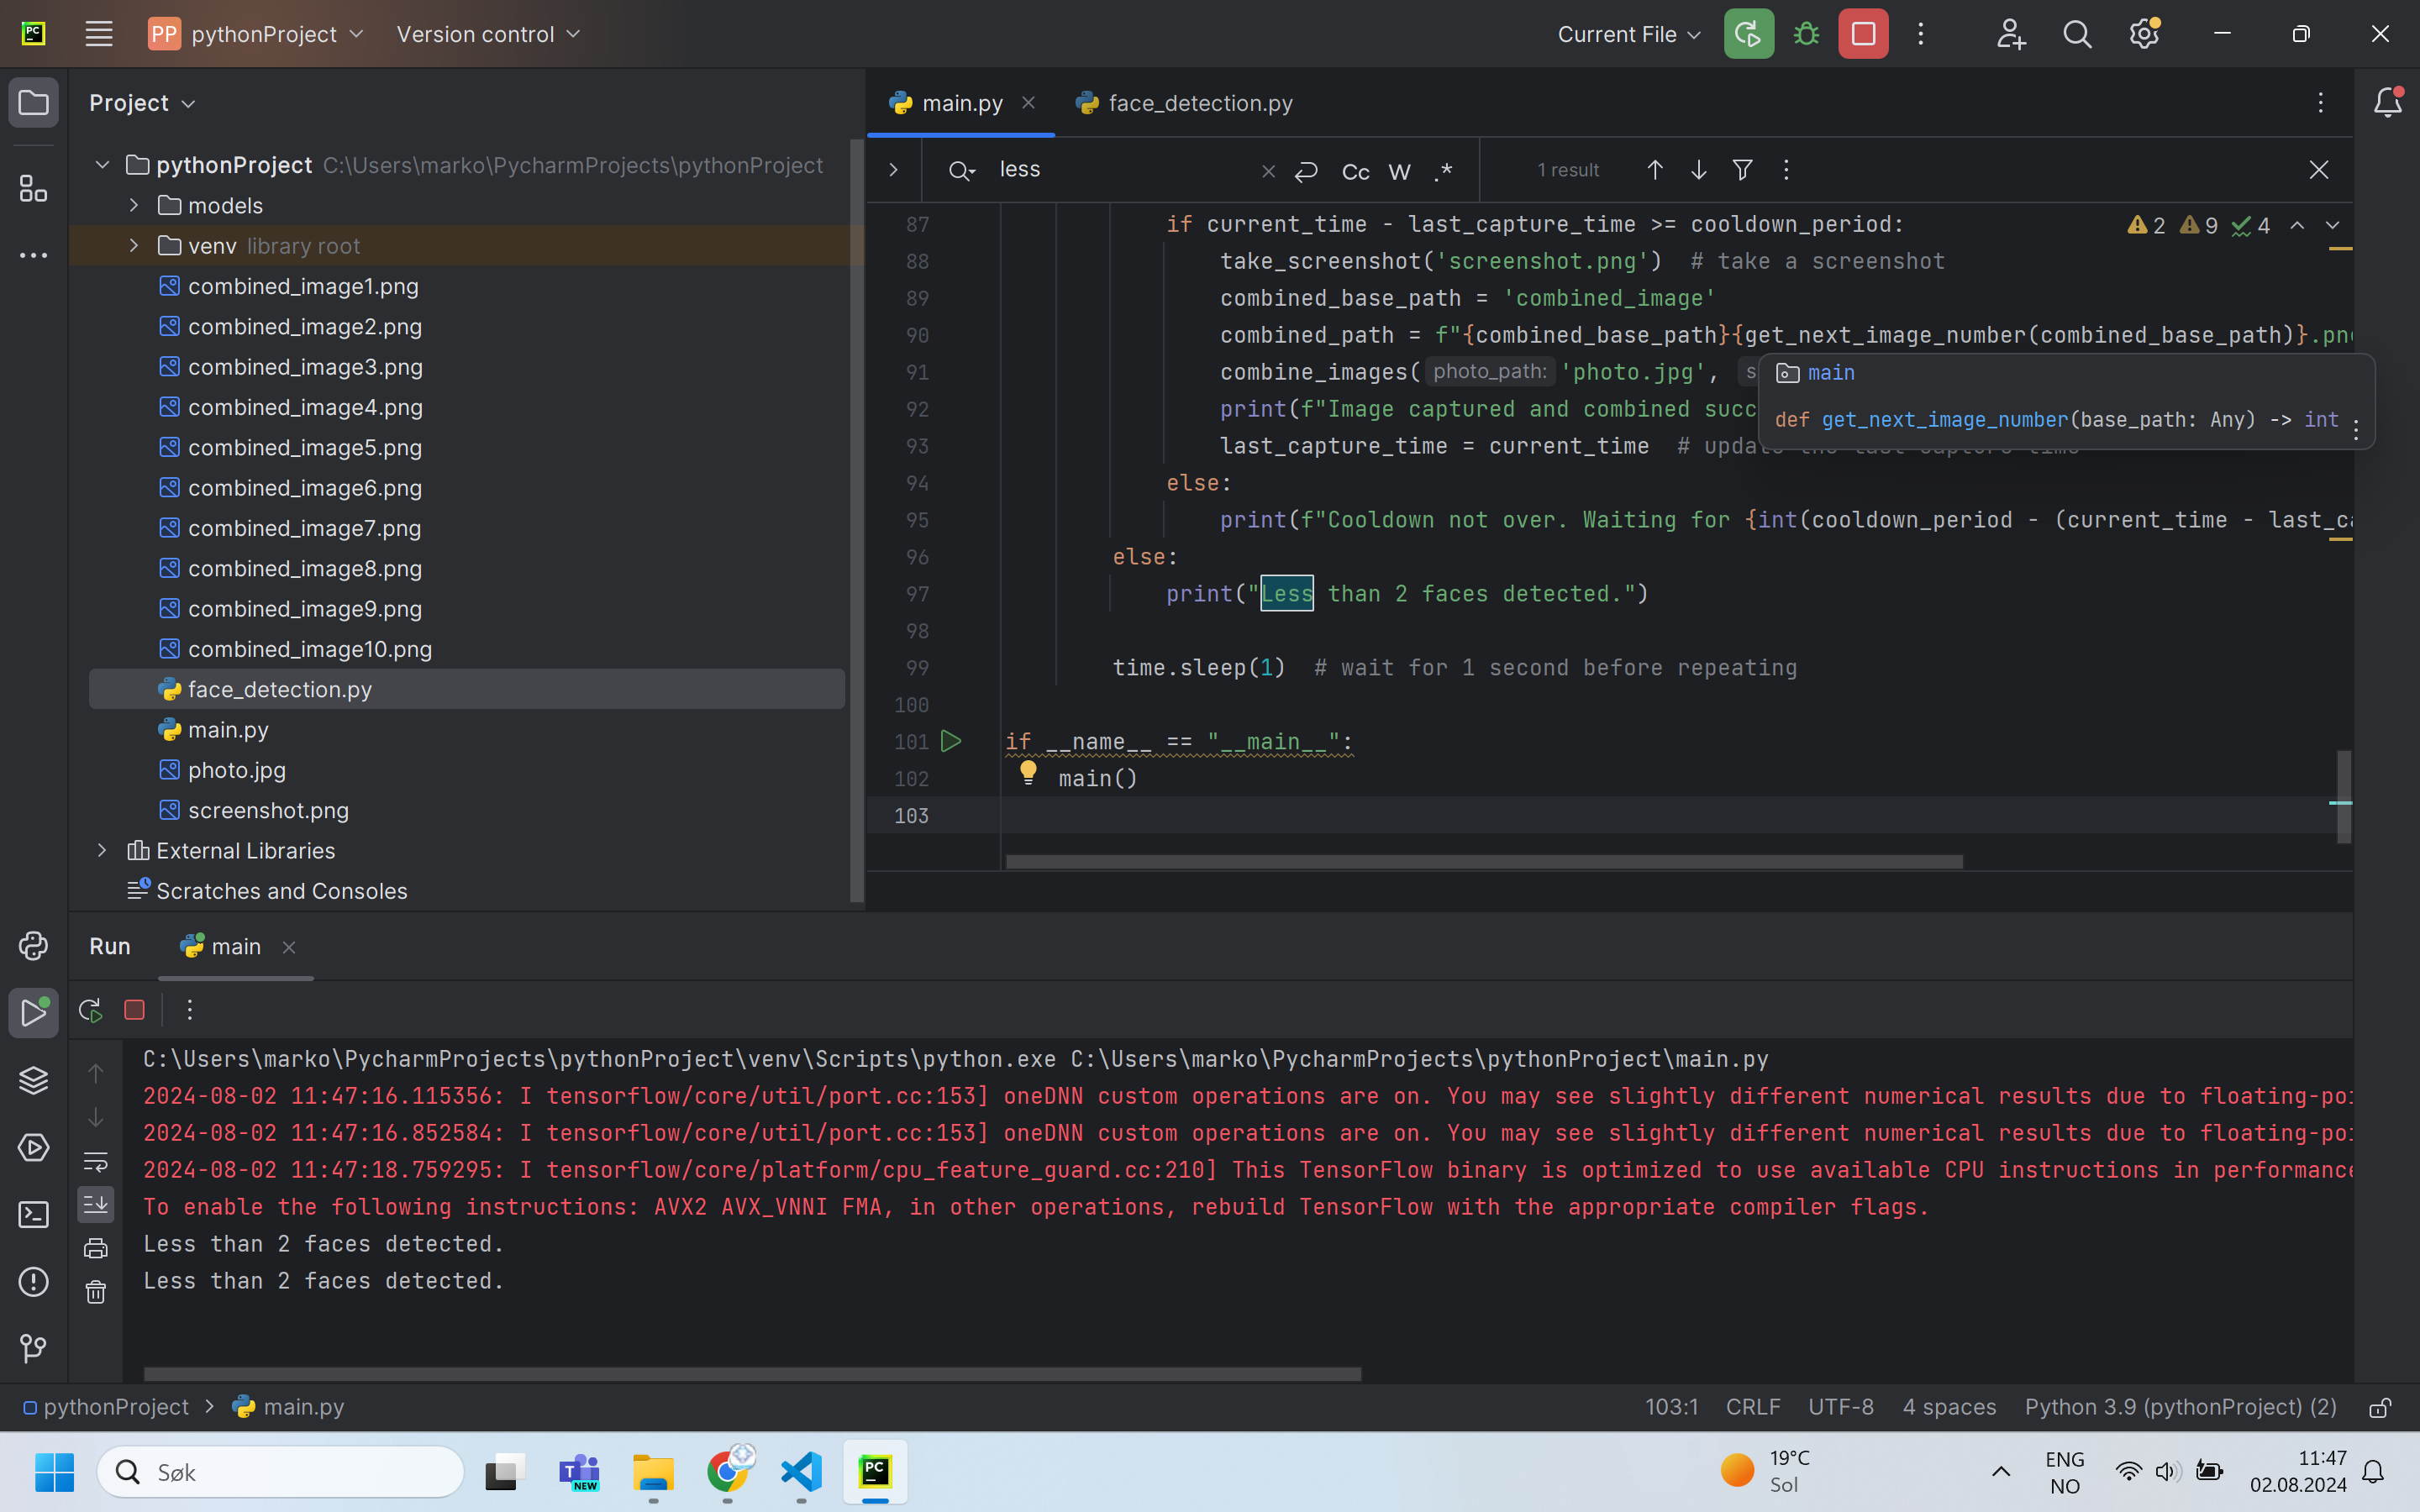 PC PP pythonProject Version control Current File
Project
main.py face_detection.py
pythonProject C:\Users\marko\PycharmProjects\pythonProject
less Cc W .* 1 result
models
venv library root
combined_image1.png
combined_image2.png
combined_image3.png
combined_image4.png
combined_image5.png
combined_image6.png
combined_image7.png
combined_image8.png
combined_image9.png
combined_image10.png
face_detection.py
main.py
photo.jpg
screenshot.png
External Libraries
Scratches and Consoles
2 9 4
87 if current_time - last_capture_time >= cooldown_period:
88 take_screenshot('screenshot.png') # take a screenshot
89 combined_base_path = 'combined_image'
90 combined_path = f"{combined_base_path}{get_next_image_number(combined_base_path)}.pn
91 combine_images( photo_path: 'photo.jpg', s
92 print(f"Image captured and combined succ
93 last_capture_time = current_time # update the last capture time
94 else:
95 print(f"Cooldown not over. Waiting for {int(cooldown_period - (current_time - last_ca
96 else:
97 print("Less than 2 faces detected.")
98
99 time.sleep(1) # wait for 1 second before repeating
100
101 if __name__ == "__main__":
102 main()
103
main
def get_next_image_number(base_path: Any) -> int
Run main
C:\Users\marko\PycharmProjects\pythonProject\venv\Scripts\python.exe C:\Users\marko\PycharmProjects\pythonProject\main.py
2024-08-02 11:47:16.115356: I tensorflow/core/util/port.cc:153] oneDNN custom operations are on. You may see slightly different numerical results due to floating-poi
2024-08-02 11:47:16.852584: I tensorflow/core/util/port.cc:153] oneDNN custom operations are on. You may see slightly different numerical results due to floating-poi
2024-08-02 11:47:18.759295: I tensorflow/core/platform/cpu_feature_guard.cc:210] This TensorFlow binary is optimized to use available CPU instructions in performance
To enable the following instructions: AVX2 AVX_VNNI FMA, in other operations, rebuild TensorFlow with the appropriate compiler flags.
Less than 2 faces detected.
Less than 2 faces detected.
pythonProject > main.py 103:1 CRLF UTF-8 4 spaces Python 3.9 (pythonProject) (2)
Søk T NEW PC
19°C
Sol
ENG
NO
11:47
02.08.2024